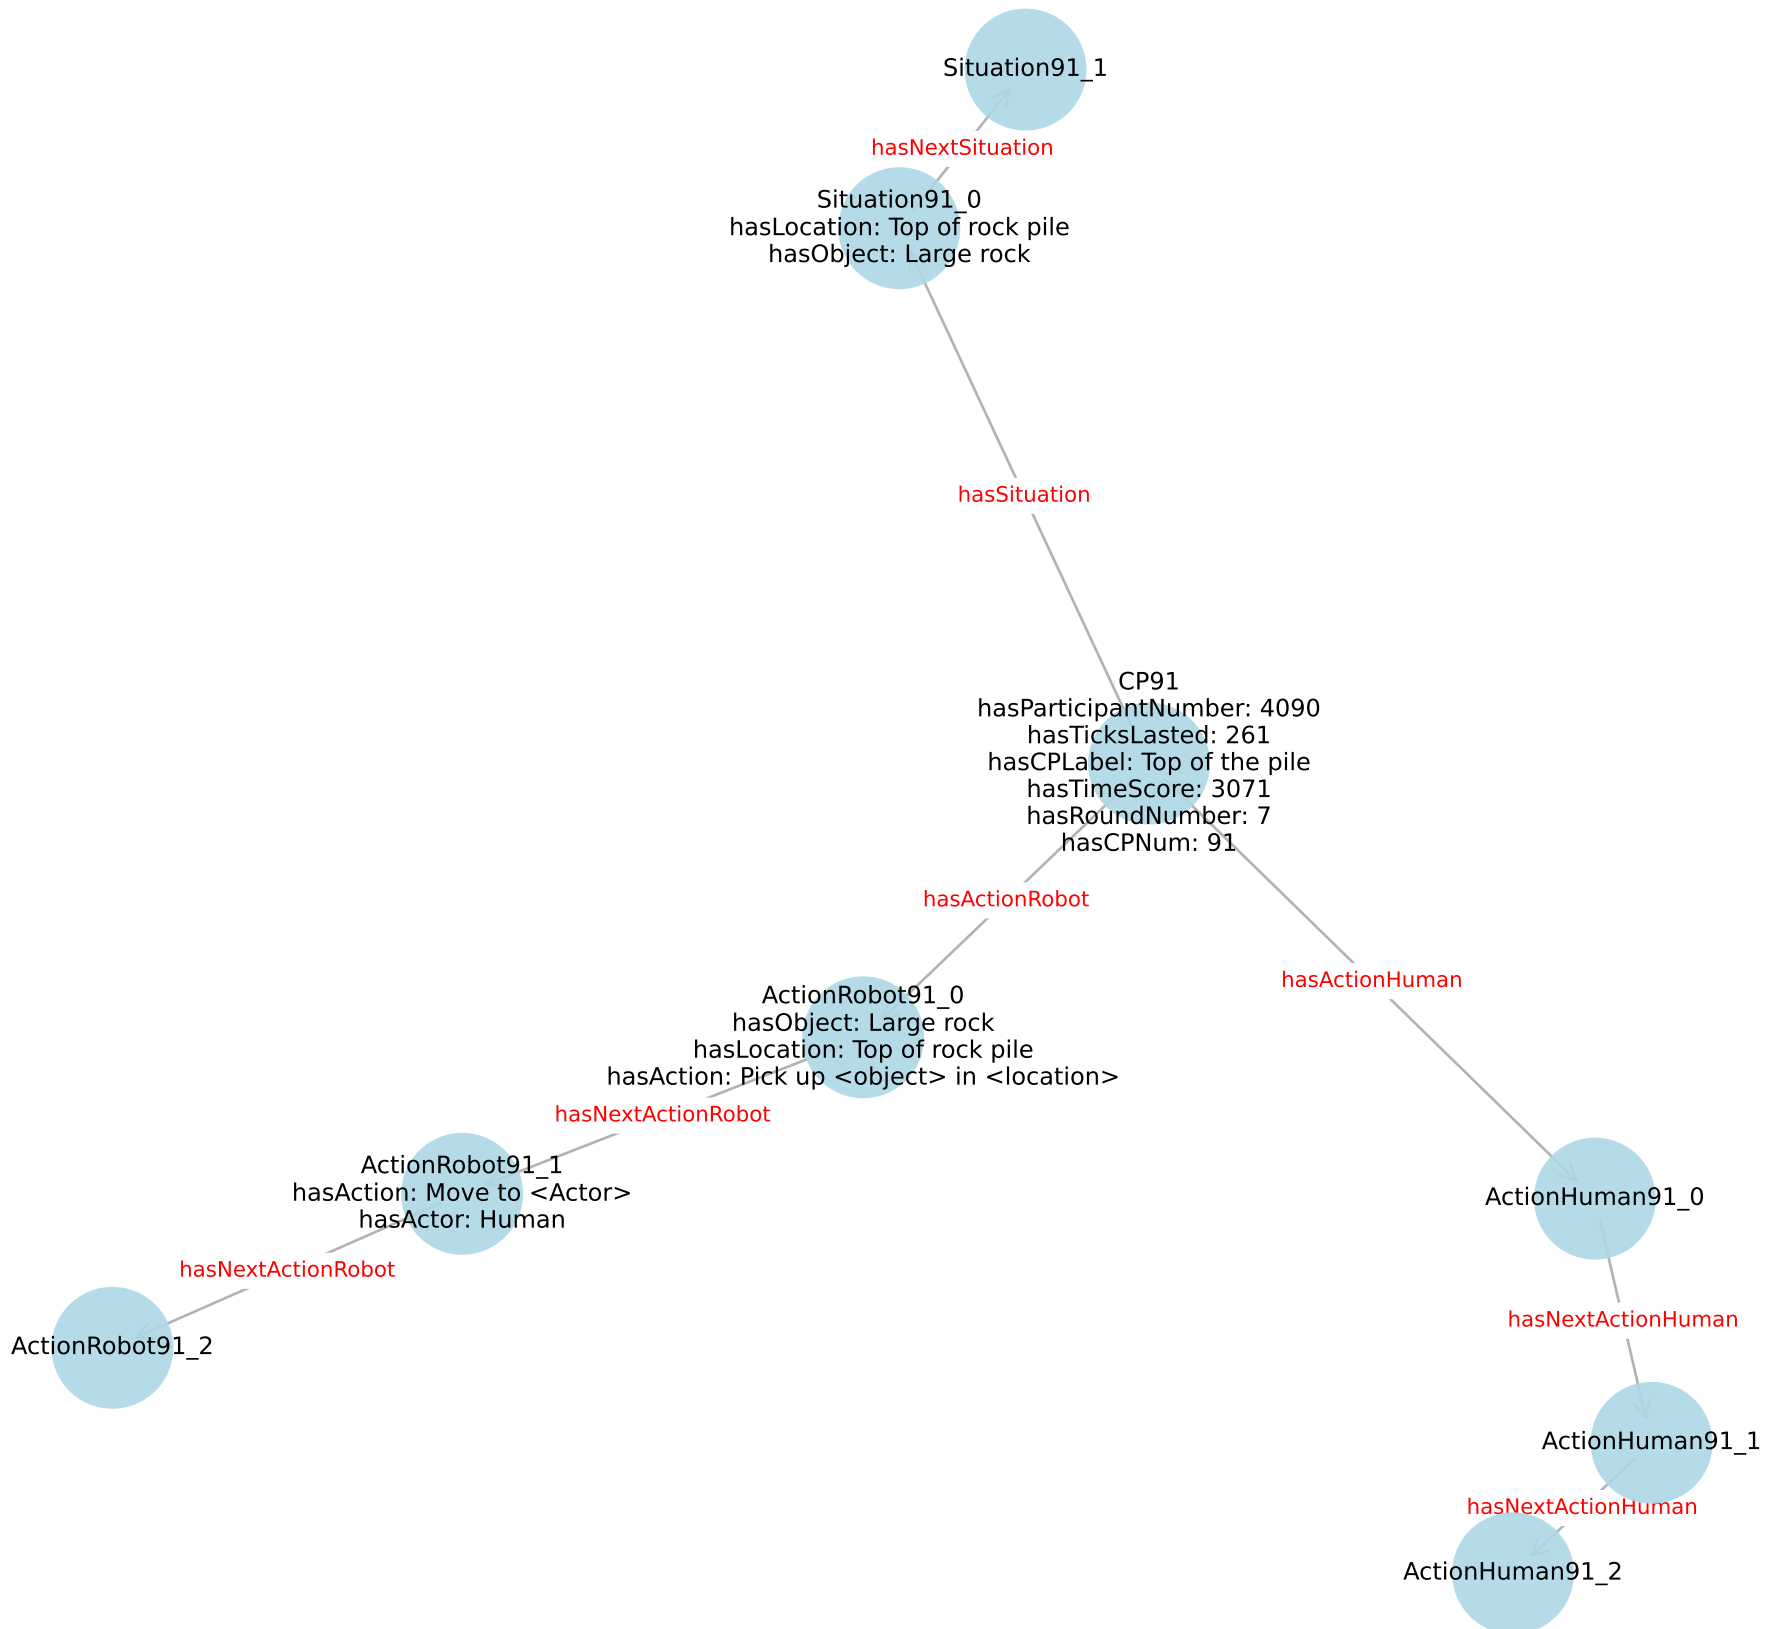 Situation91_1
hasNextSituation
Situation91_0
hasLocation: Top of rock pile
hasObject: Large rock
hasSituation
CP91
hasParticipantNumber: 4090
hasTicksLasted: 261
hasCPLabel: Top of the pile
hasTimeScore: 3071
hasRoundNumber: 7
hasCPNum: 91
hasActionRobot
hasActionHuman
ActionRobot91_0
hasObject: Large rock
hasLocation: Top of rock pile
hasAction: Pick up <object> in <location>
hasNextActionRobot
ActionRobot91_1
hasAction: Move to <Actor>
hasActor: Human
ActionHuman91_0
hasNextActionRobot
hasNextActionHuman
ActionRobot91_2
ActionHuman91_1
hasNextActionHuman
ActionHuman91_2